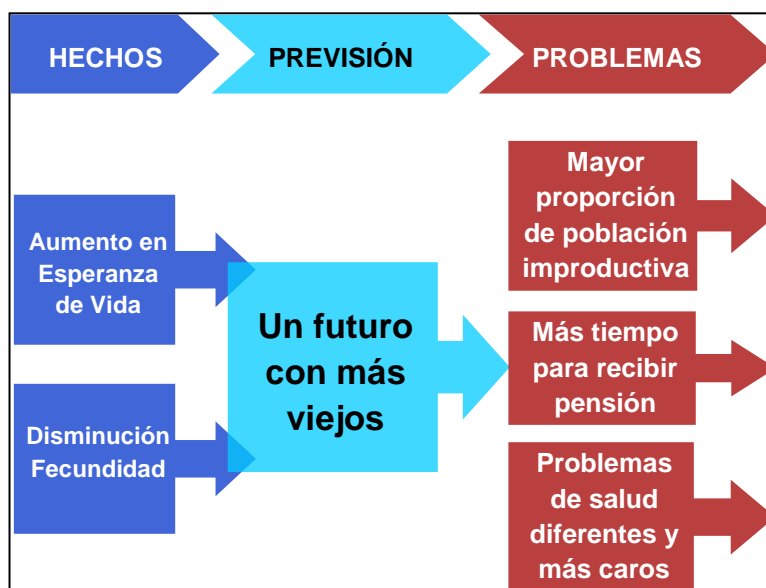 HECHOS
PREVISIÓN
PROBLEMAS
Aumento en
Esperanza
de Vida
Disminución
Fecundidad
Un futuro
con más
viejos
Mayor
proporción
de población
improductiva
Más tiempo
para recibir
pensión
Problemas
de salud
diferentes y
más caros